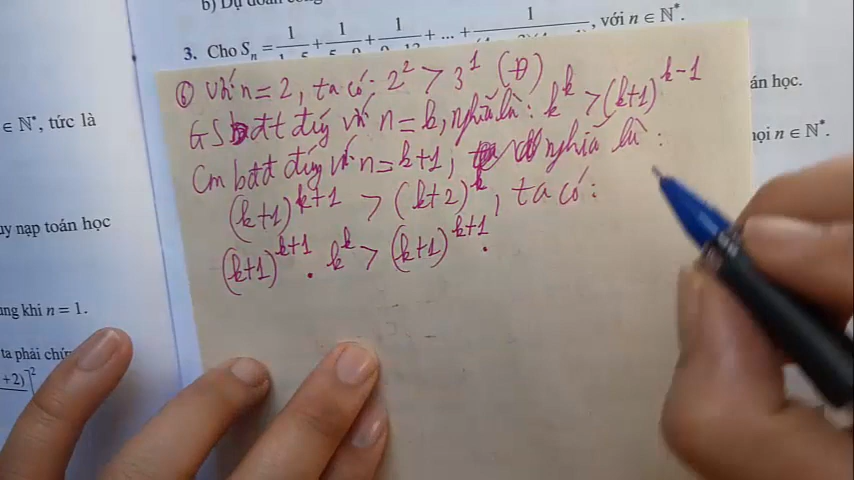 b) Dự đoán công
3. Cho Sₙ = 1/1.5 + 1/5.9 + 1/9.13 + ... + 1/, với n ∈ ℕ*.
∈ ℕ*, tức là
án học.
mọi n ∈ ℕ*.
uy nạp toán học
ung khi n = 1.
ta phải chứ
+2)]²
⑥ Với n = 2, ta có: 2² > 3¹ (Đ)
GS bđt đúng với n = k, nghĩa là: k^k > (k+1)^(k-1)
Cm bđt đúng với n = k+1, nghĩa là:
(k+1)^(k+1) > (k+2)^k, ta có:
(k+1)^(k+1) . k^k > (k+1)^(k+1) .